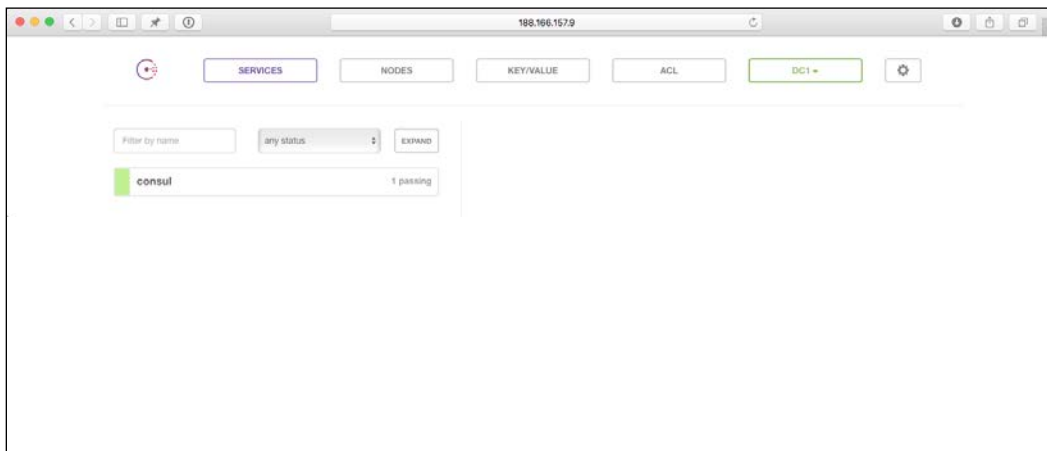 188.166.157.9
SERVICES NODES KEY/VALUE ACL DC1
Filter by name any status EXPAND
consul 1 passing